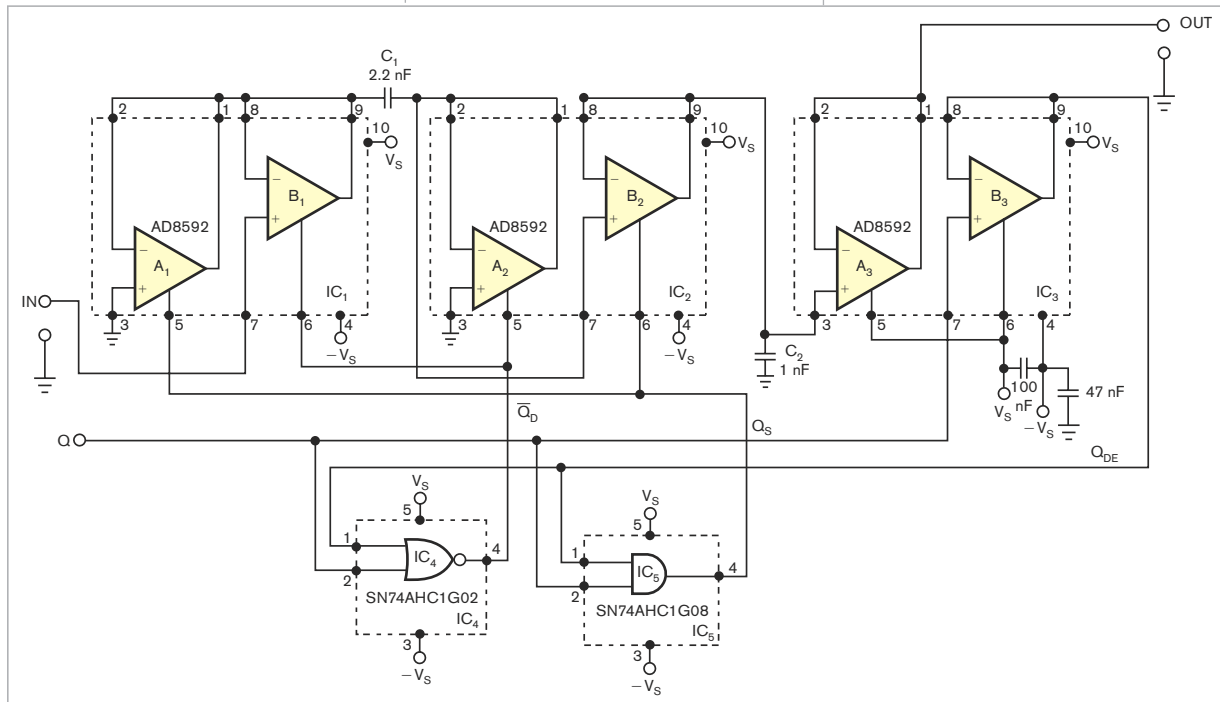 OUT
C1
2.2 nF
2
1
8
9
2
1
8
9
2
1
8
9
10
VS
10
VS
10
VS
−
+
B1
−
+
B2
−
+
B3
AD8592
AD8592
AD8592
−
+
A1
−
+
A2
−
+
A3
IN
IC1
IC2
IC3
3
5
7
6
4
3
5
7
6
4
3
5
7
6
4
−VS
−VS
C2
1 nF
100
nF
47 nF
VS
−VS
Q̅D
QS
Q
QDE
VS
5
VS
5
1
2
IC4
4
1
2
IC5
4
SN74AHC1G02
IC4
SN74AHC1G08
IC5
3
−VS
3
−VS